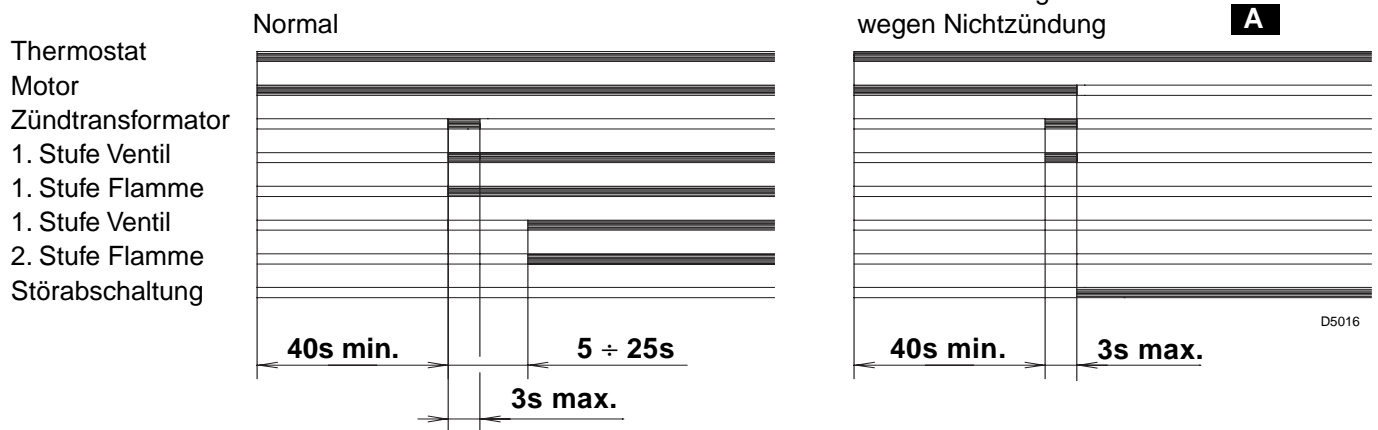 Normal
wegen Nichtzündung
A
Thermostat
Motor
Zündtransformator
1. Stufe Ventil
1. Stufe Flamme
1. Stufe Ventil
2. Stufe Flamme
Störabschaltung
D5016
40s min.
5 ÷ 25s
3s max.
40s min.
3s max.